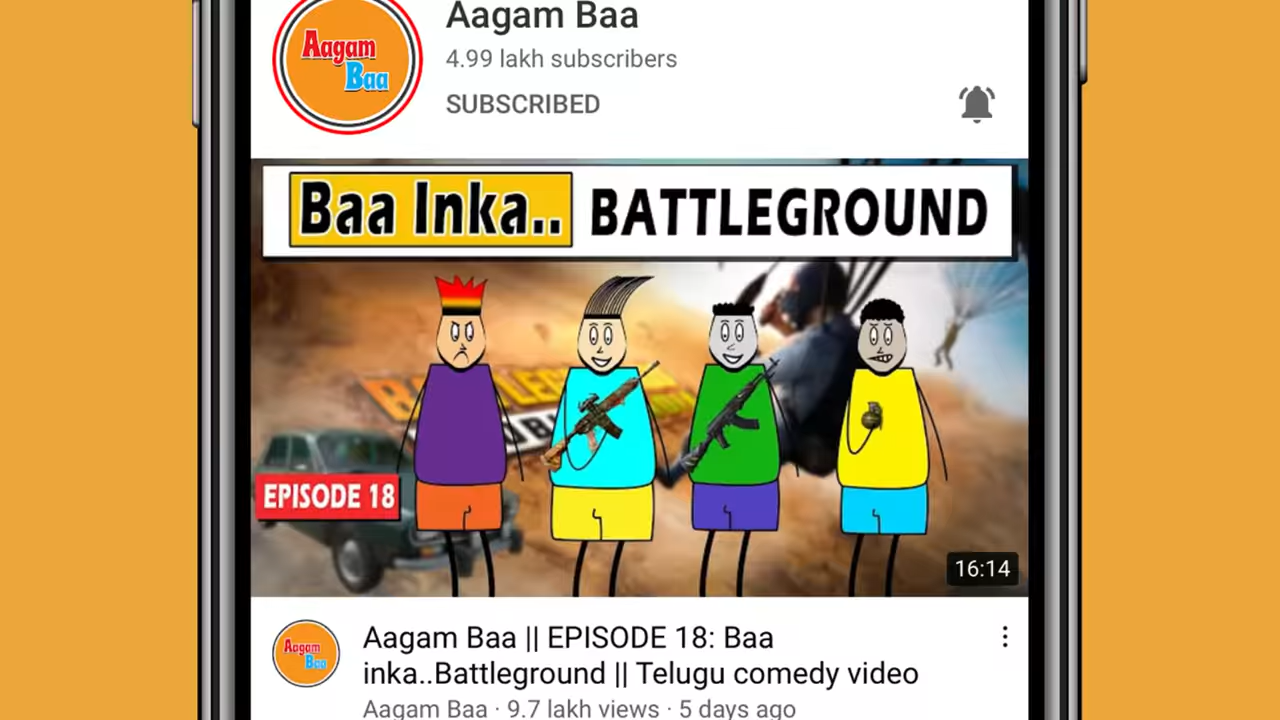 Aagam Baa
Aagam
Baa
4.99 lakh subscribers
SUBSCRIBED
Baa Inka.. BATTLEGROUND
EPISODE 18
16:14
Aagam
Baa
Aagam Baa || EPISODE 18: Baa
inka..Battleground || Telugu comedy video
Aagam Baa · 9.7 lakh views · 5 days ago